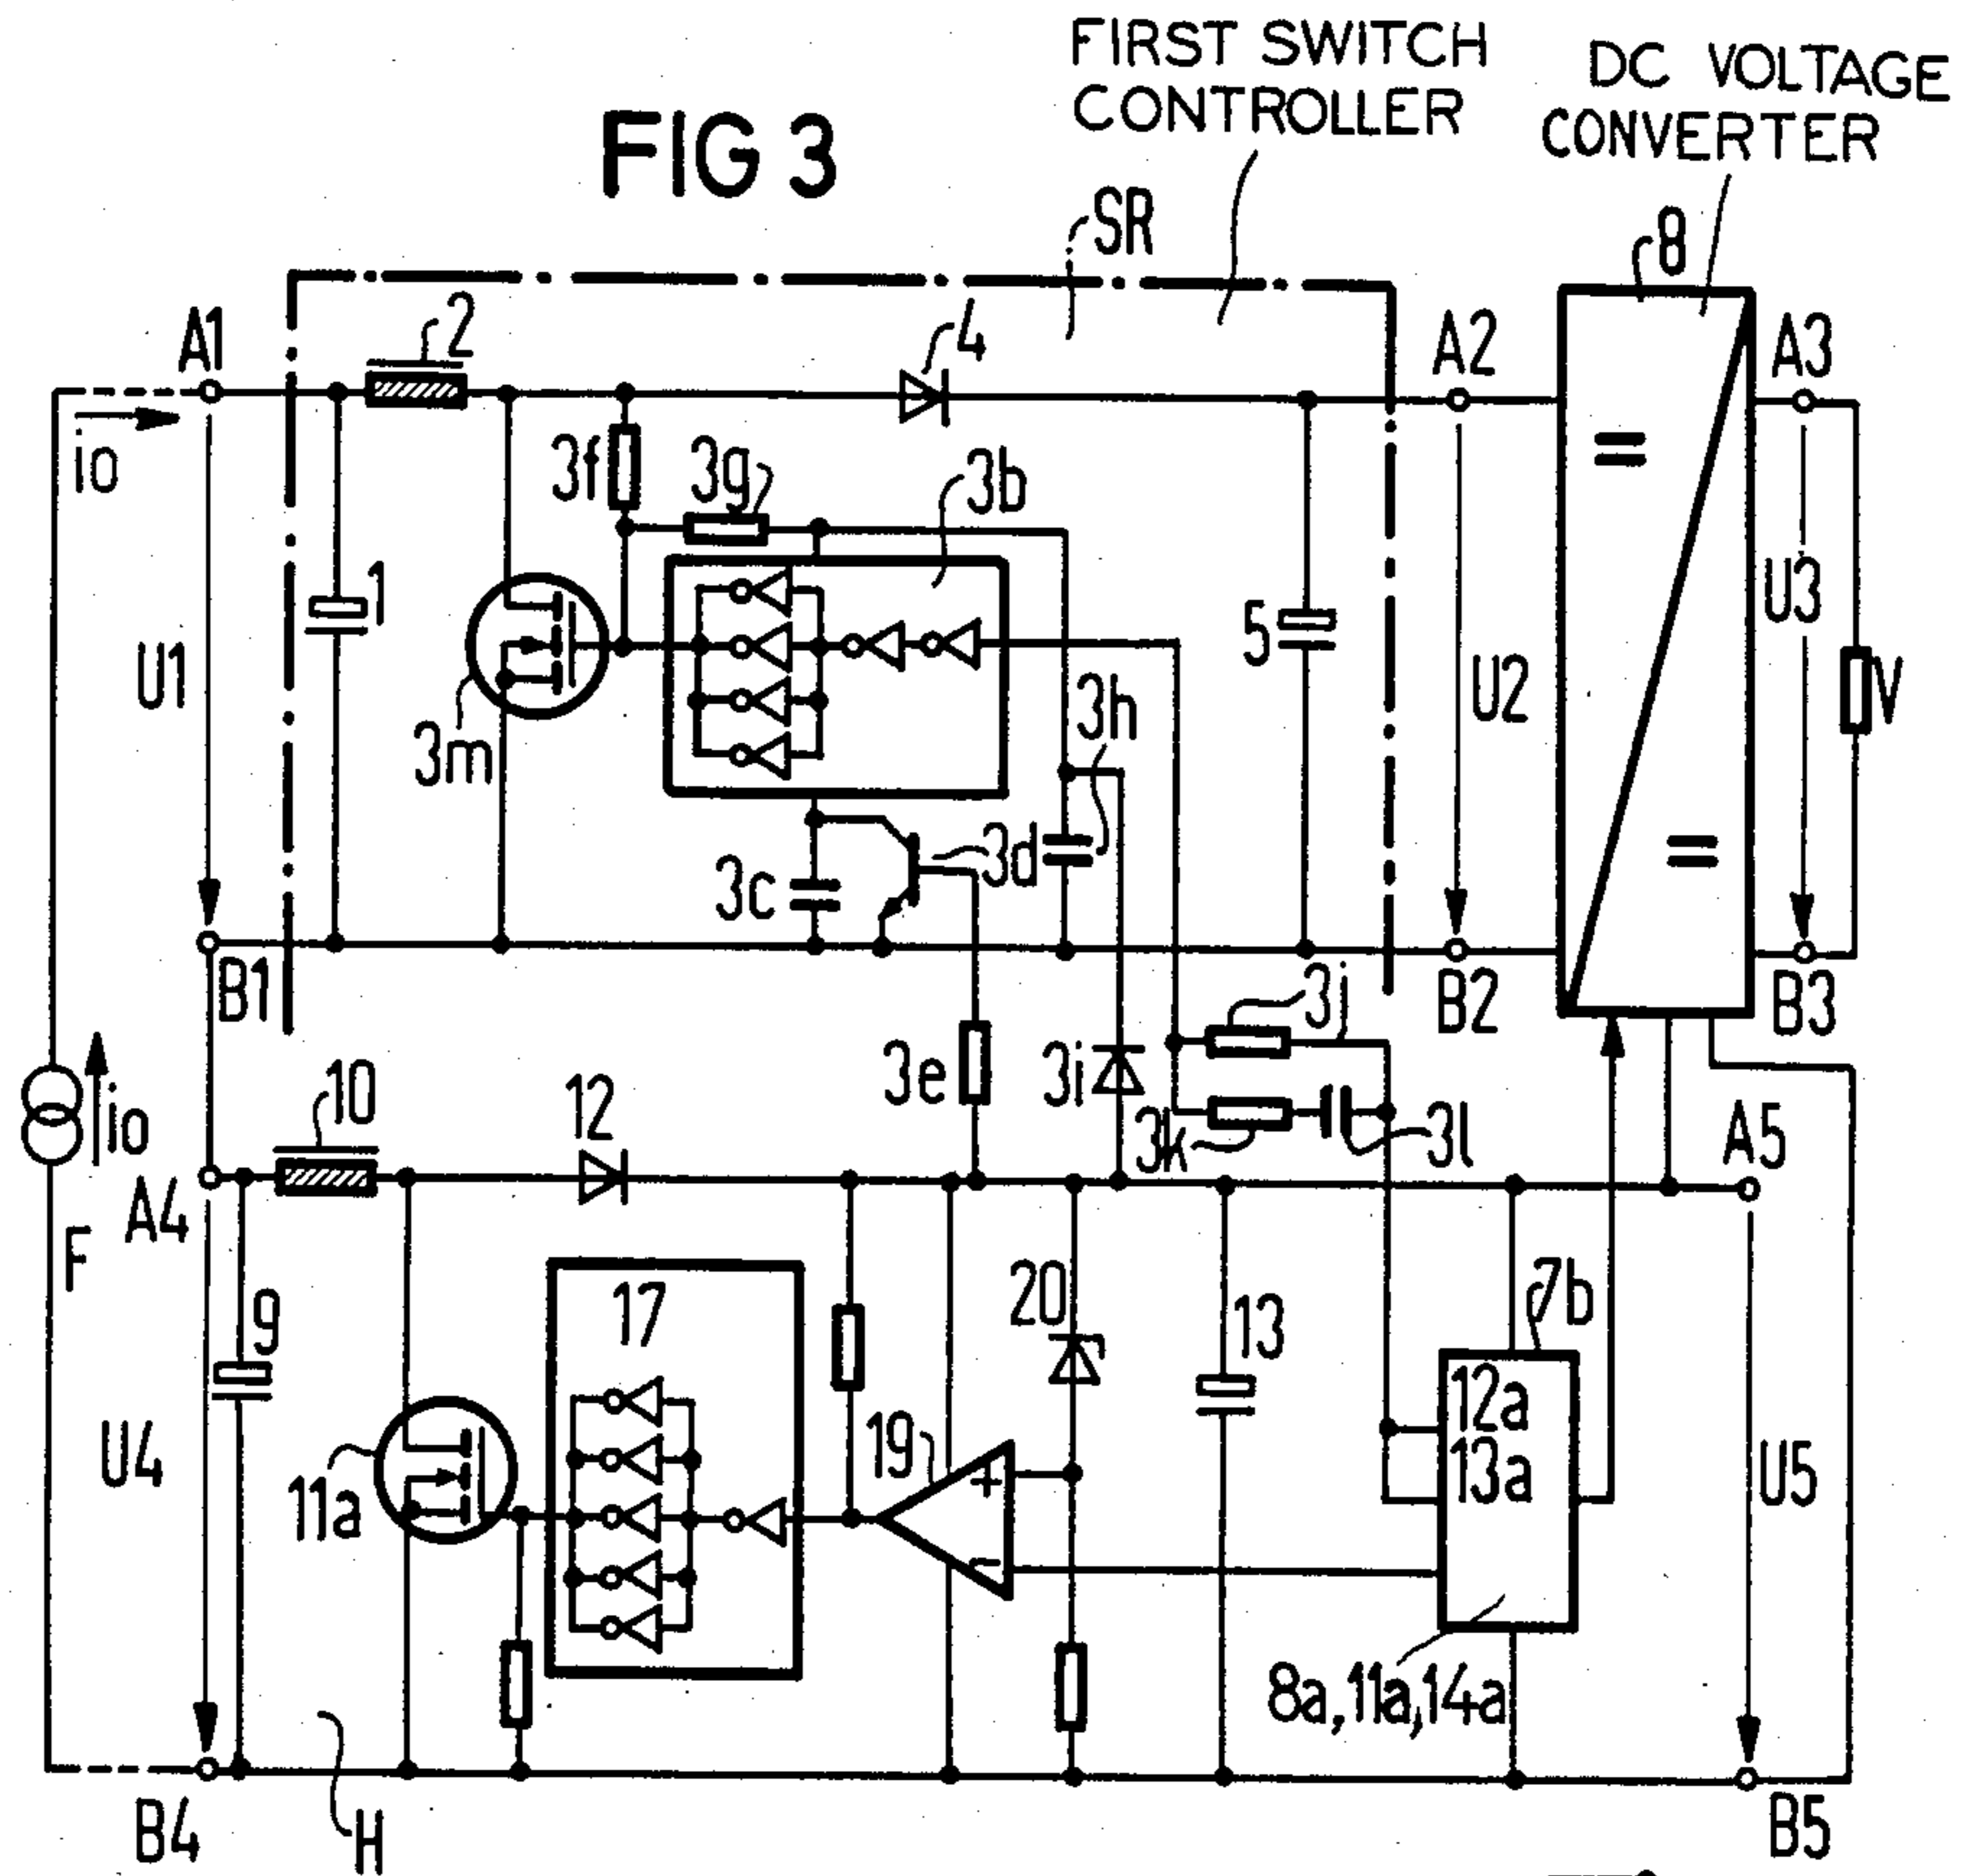 FIRST SWITCH
CONTROLLER
DC VOLTAGE
CONVERTER
FIG 3
SR
8
A1
2
4
A2
A3
io
3f
3g
3b
1
5
U1
U2
U3
V
3m
3h
3c
3d
B1
B2
B3
3j
3e
3i
3k
3l
10
12
io
A4
A5
F
9
17
20
13
7b
12a
13a
19
+
-
U4
U5
11a
8a, 11a, 14a
B4
H
B5